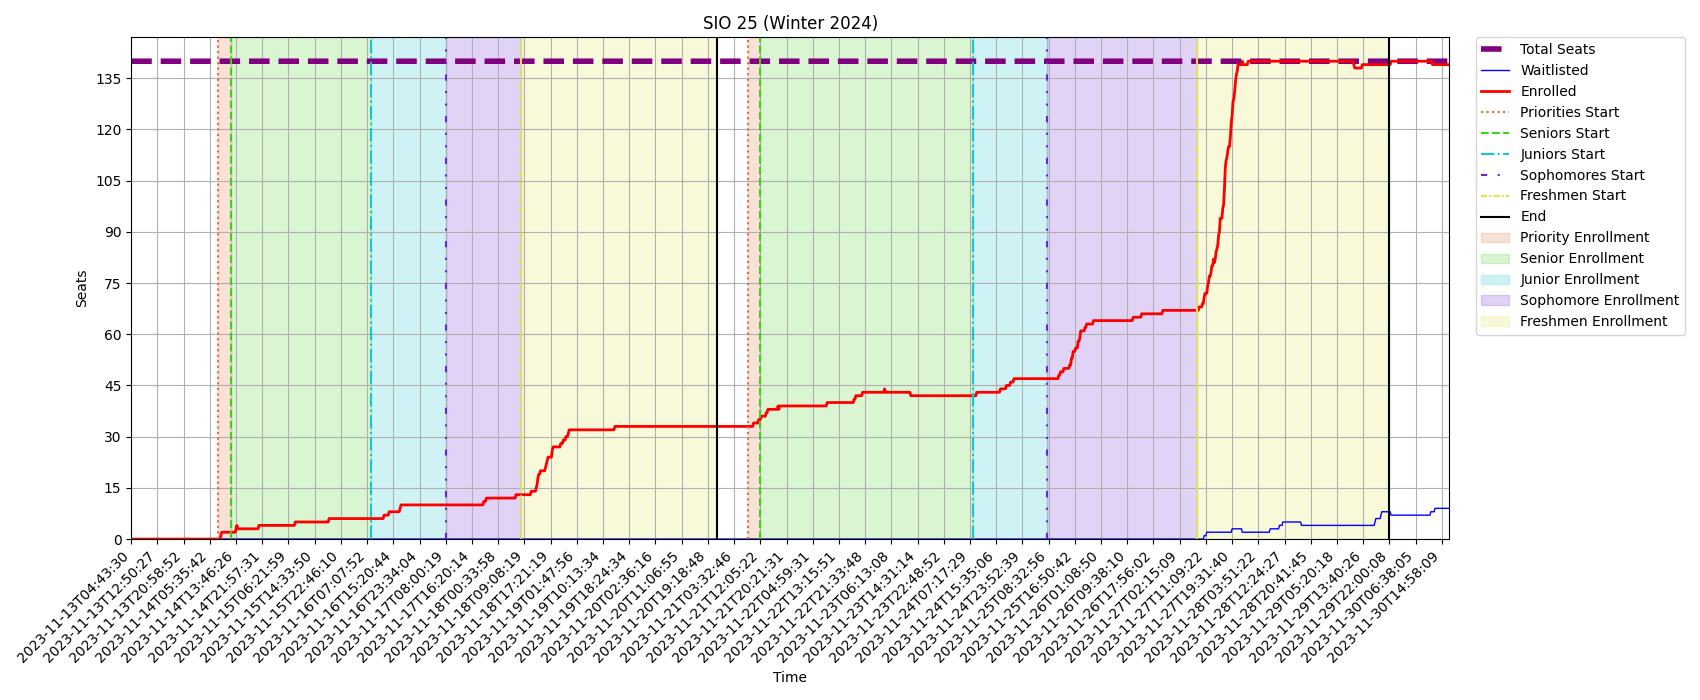 SIO 25 (Winter 2024)
Total Seats
Waitlisted
Enrolled
Priorities Start
Seniors Start
Juniors Start
Sophomores Start
Freshmen Start
End
Priority Enrollment
Senior Enrollment
Junior Enrollment
Sophomore Enrollment
Freshmen Enrollment
Seats
135
120
105
90
75
60
45
30
15
0
2023-11-13T04:43:30
2023-11-13T12:50:27
2023-11-13T20:58:52
2023-11-14T05:35:42
2023-11-14T13:46:26
2023-11-14T21:57:31
2023-11-15T06:21:59
2023-11-15T14:33:50
2023-11-15T22:46:10
2023-11-16T07:07:52
2023-11-16T15:20:44
2023-11-16T23:34:04
2023-11-17T08:00:19
2023-11-17T16:20:14
2023-11-18T00:33:58
2023-11-18T09:08:19
2023-11-18T17:21:19
2023-11-19T01:47:56
2023-11-19T10:13:34
2023-11-19T18:24:34
2023-11-20T02:36:16
2023-11-20T11:06:55
2023-11-20T19:18:48
2023-11-21T03:32:46
2023-11-21T12:05:22
2023-11-21T20:21:31
2023-11-22T04:59:31
2023-11-22T13:15:51
2023-11-22T21:33:48
2023-11-23T06:13:08
2023-11-23T14:31:14
2023-11-23T22:48:52
2023-11-24T07:17:29
2023-11-24T15:35:06
2023-11-24T23:52:39
2023-11-25T08:32:56
2023-11-25T16:50:42
2023-11-26T01:08:50
2023-11-26T09:38:10
2023-11-26T17:56:02
2023-11-27T02:15:09
2023-11-27T11:09:22
2023-11-27T19:31:40
2023-11-28T03:51:22
2023-11-28T12:24:27
2023-11-28T20:41:45
2023-11-29T05:20:18
2023-11-29T13:40:26
2023-11-29T22:00:08
2023-11-30T06:38:05
2023-11-30T14:58:09
Time